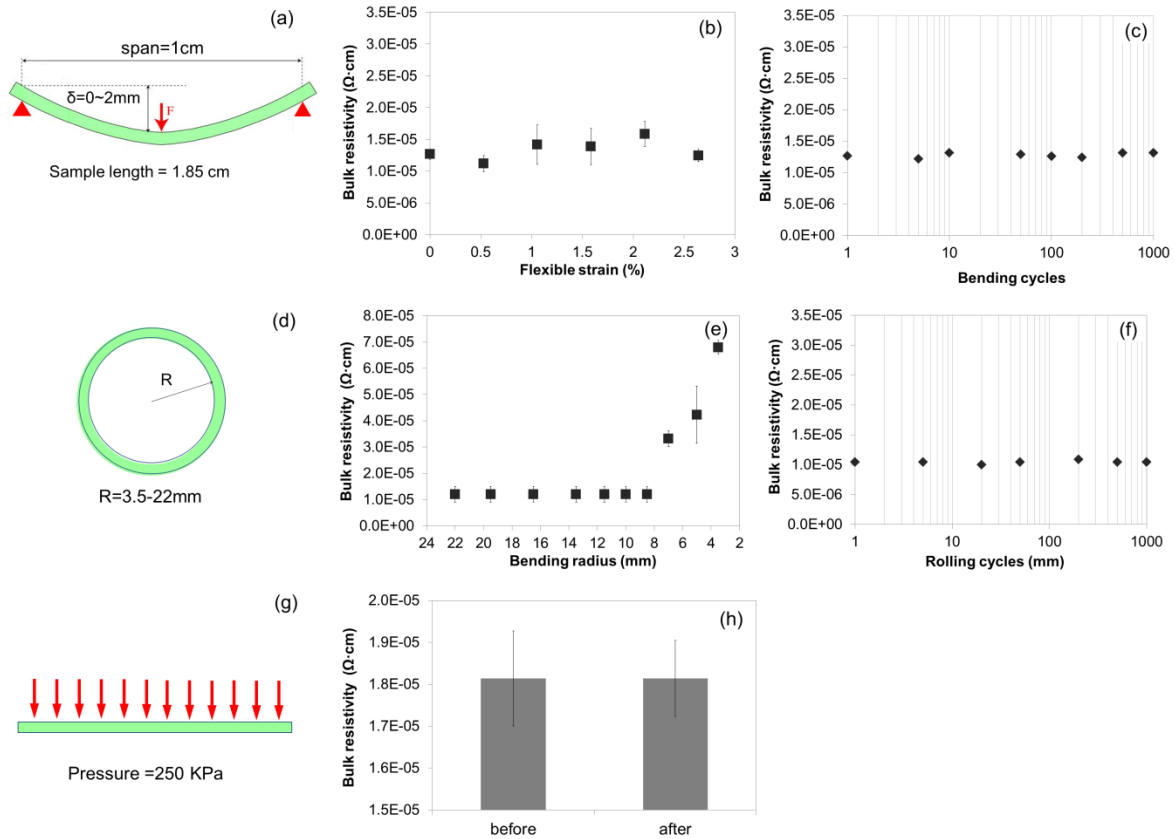 (a)
span=1cm
δ=0~2mm
F
Sample length = 1.85 cm
(b)
Bulk resistivity (Ω·cm)
3.5E-05
3.0E-05
2.5E-05
2.0E-05
1.5E-05
1.0E-05
5.0E-06
0.0E+00
0 0.5 1 1.5 2 2.5 3
Flexible strain (%)
(c)
Bulk resistivity (Ω·cm)
3.5E-05
3.0E-05
2.5E-05
2.0E-05
1.5E-05
1.0E-05
5.0E-06
0.0E+00
1 10 100 1000
Bending cycles
(d)
R
R=3.5-22mm
(e)
Bulk resistivity (Ω·cm)
8.0E-05
7.0E-05
6.0E-05
5.0E-05
4.0E-05
3.0E-05
2.0E-05
1.0E-05
0.0E+00
24 22 20 18 16 14 12 10 8 6 4 2
Bending radius (mm)
(f)
Bulk resistivity (Ω·cm)
3.5E-05
3.0E-05
2.5E-05
2.0E-05
1.5E-05
1.0E-05
5.0E-06
0.0E+00
1 10 100 1000
Rolling cycles (mm)
(g)
Pressure =250 KPa
(h)
Bulk resistivity (Ω·cm)
2.0E-05
1.9E-05
1.8E-05
1.7E-05
1.6E-05
1.5E-05
before after